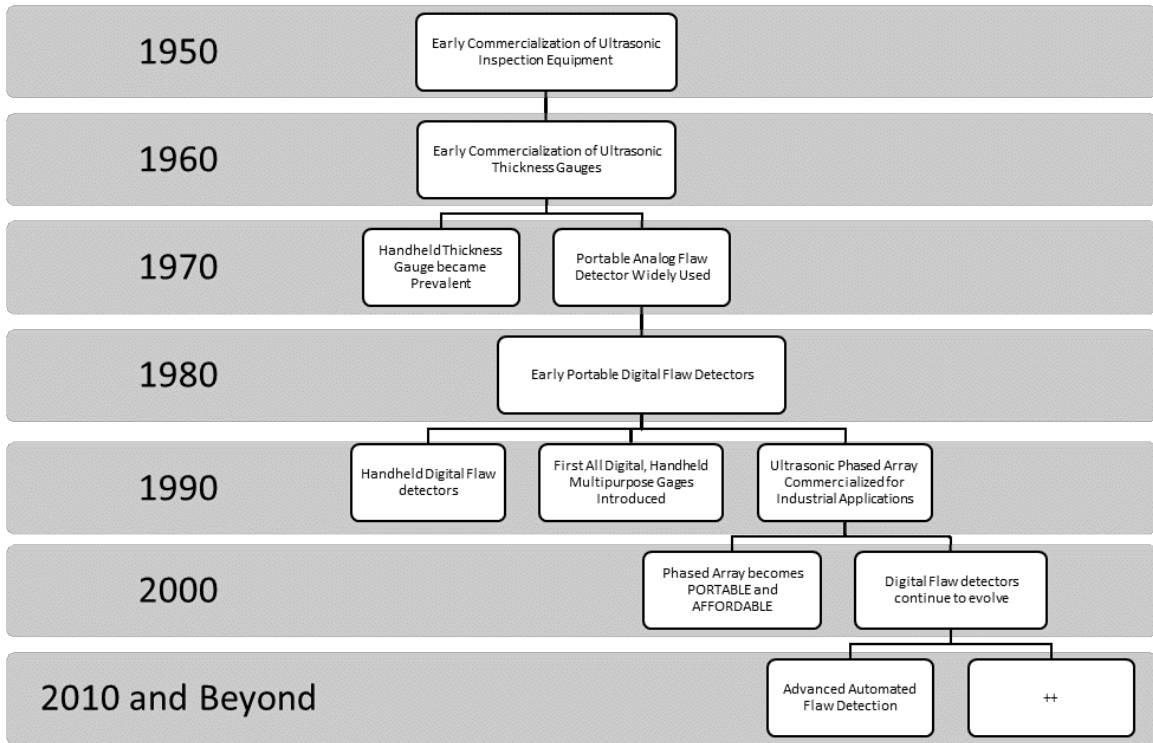 1950
Early Commercialization of Ultrasonic
Inspection Equipment
1960
Early Commercialization of Ultrasonic
Thickness Gauges
1970
Handheld Thickness
Gauge became
Prevalent
Portable Analog Flaw
Detector Widely Used
1980
Early Portable Digital Flaw Detectors
1990
Handheld Digital Flaw
detectors
First All Digital, Handheld
Multipurpose Gages
Introduced
Ultrasonic Phased Array
Commercialized for
Industrial Applications
2000
Phased Array becomes
PORTABLE and
AFFORDABLE
Digital Flaw detectors
continue to evolve
2010 and Beyond
Advanced Automated
Flaw Detection
++